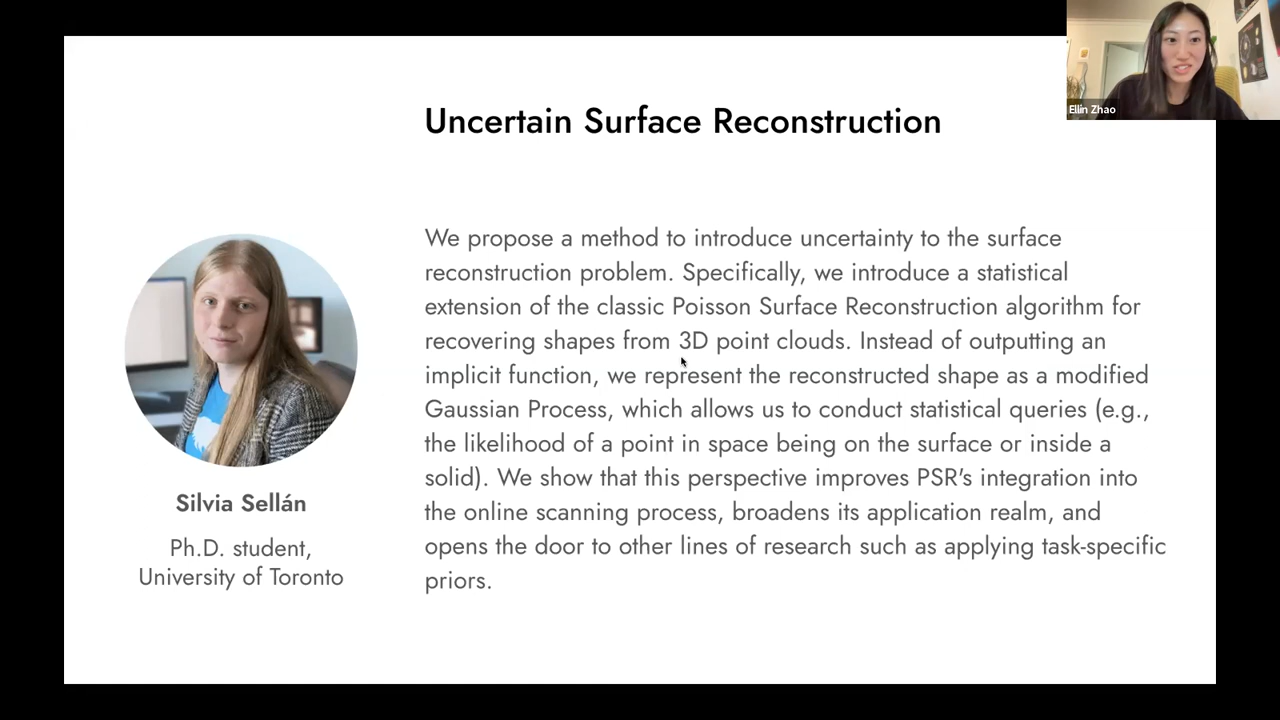 Ellin Zhao
Uncertain Surface Reconstruction
We propose a method to introduce uncertainty to the surface
reconstruction problem. Specifically, we introduce a statistical
extension of the classic Poisson Surface Reconstruction algorithm for
recovering shapes from 3D point clouds. Instead of outputting an
implicit function, we represent the reconstructed shape as a modified
Gaussian Process, which allows us to conduct statistical queries (e.g.,
the likelihood of a point in space being on the surface or inside a
solid). We show that this perspective improves PSR's integration into
the online scanning process, broadens its application realm, and
opens the door to other lines of research such as applying task-specific
priors.
Silvia Sellán
Ph.D. student,
University of Toronto